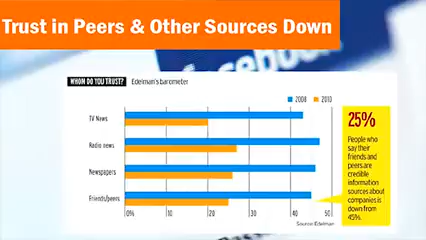 Trust in Peers & Other Sources Down
WHOM DO YOU TRUST? Edelman's barometer
2008 2010
TV News
Radio news
Newspapers
Friends/peers
0% 10 20 30 40 50
Source: Edelman
25%
People who
say their
friends and
peers are
credible
information
sources about
companies is
down from
45%.